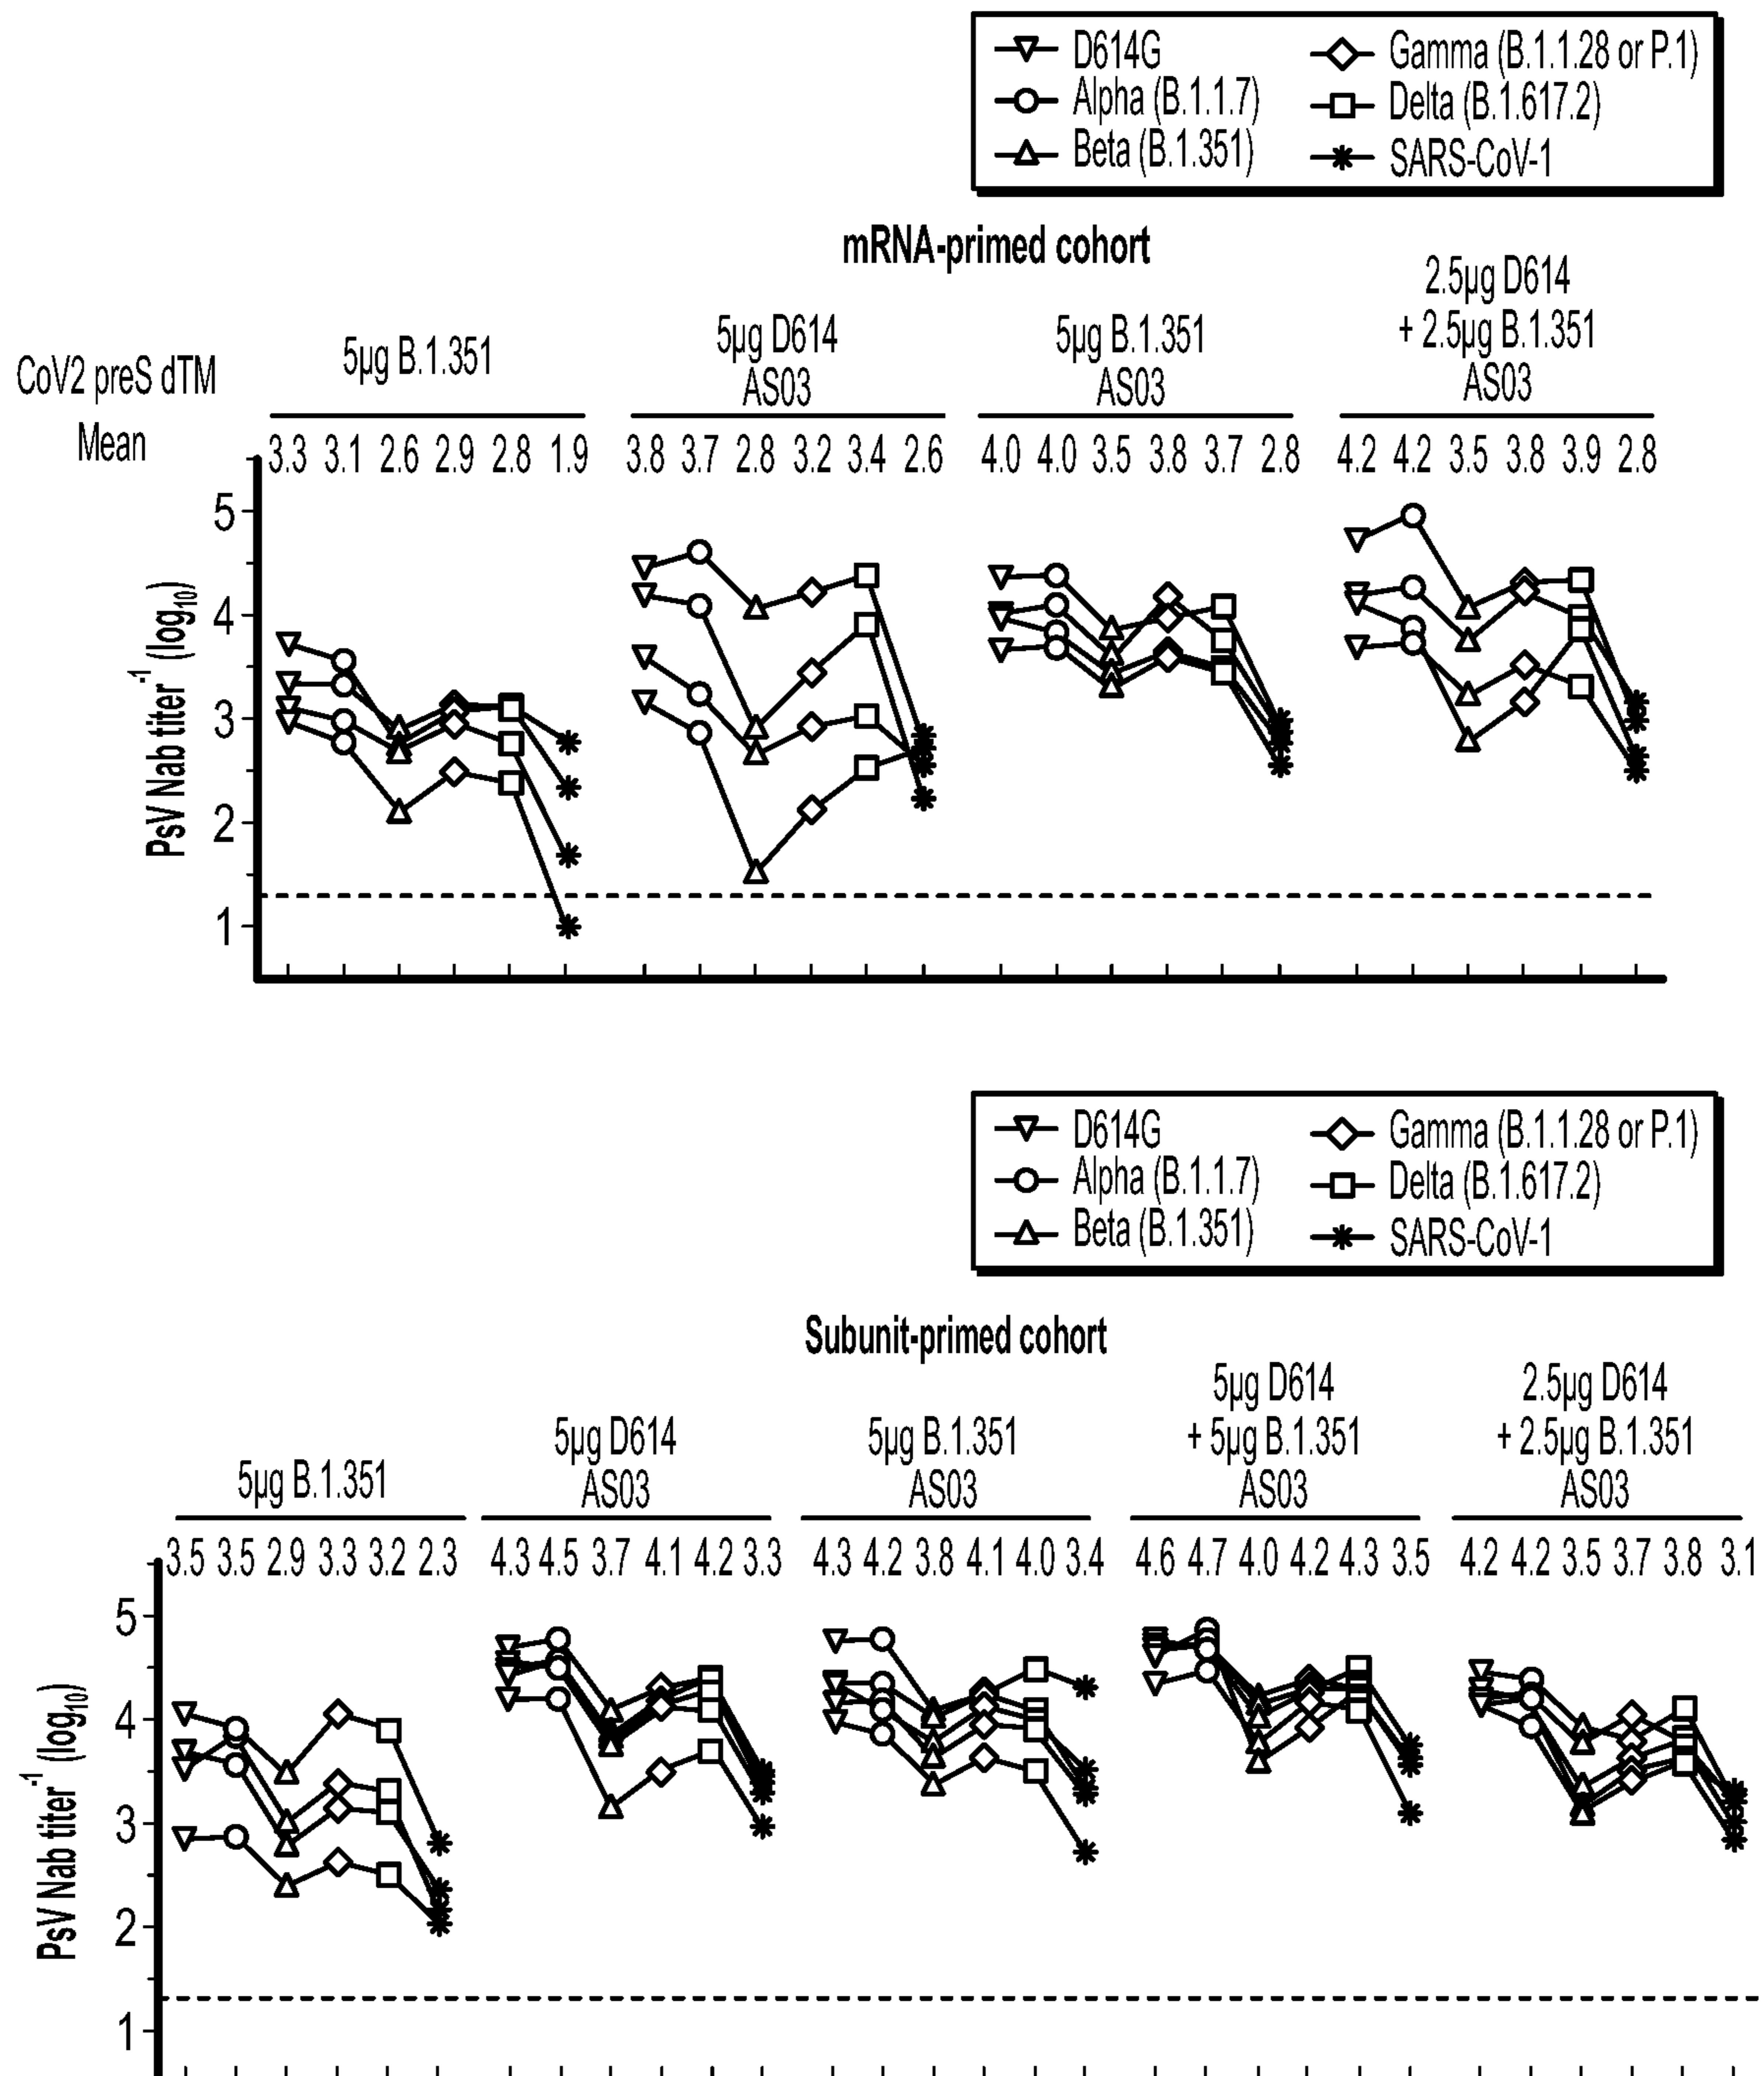 D614G
Alpha (B.1.1.7)
Beta (B.1.351)
Gamma (B.1.1.28 or P.1)
Delta (B.1.617.2)
SARS-CoV-1
mRNA-primed cohort
CoV2 preS dTM
5µg B.1.351
5µg D614
AS03
5µg B.1.351
AS03
2.5µg D614
+ 2.5µg B.1.351
AS03
Mean
3.3 3.1 2.6 2.9 2.8 1.9
3.8 3.7 2.8 3.2 3.4 2.6
4.0 4.0 3.5 3.8 3.7 2.8
4.2 4.2 3.5 3.8 3.9 2.8
PsV Nab titer⁻¹ (log₁₀)
5
4
3
2
1
D614G
Alpha (B.1.1.7)
Beta (B.1.351)
Gamma (B.1.1.28 or P.1)
Delta (B.1.617.2)
SARS-CoV-1
Subunit-primed cohort
5µg B.1.351
5µg D614
AS03
5µg B.1.351
AS03
5µg D614
+ 5µg B.1.351
AS03
2.5µg D614
+ 2.5µg B.1.351
AS03
3.5 3.5 2.9 3.3 3.2 2.3
4.3 4.5 3.7 4.1 4.2 3.3
4.3 4.2 3.8 4.1 4.0 3.4
4.6 4.7 4.0 4.2 4.3 3.5
4.2 4.2 3.5 3.7 3.8 3.1
PsV Nab titer⁻¹ (log₁₀)
5
4
3
2
1